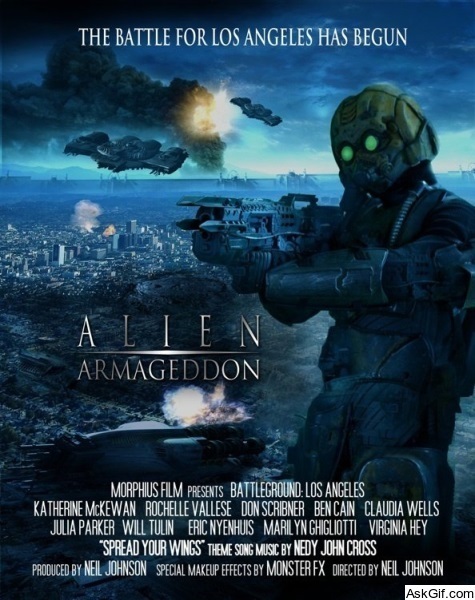 THE BATTLE FOR LOS ANGELES HAS BEGUN
ALIEN
ARMAGEDDON
MORPHIUS FILM PRESENTS BATTLEGROUND: LOS ANGELES
KATHERINE McKEWAN ROCHELLE VALLESE DON SCRIBNER BEN CAIN CLAUDIA WELLS
JULIA PARKER WILL TULIN ERIC NYENHUIS MARILYN GHIGLIOTTI VIRGINIA HEY
"SPREAD YOUR WINGS" THEME SONG MUSIC BY NEDY JOHN CROSS
PRODUCED BY NEIL JOHNSON SPECIAL MAKEUP EFFECTS BY MONSTER FX DIRECTED BY NEIL JOHNSON
AskGif.com